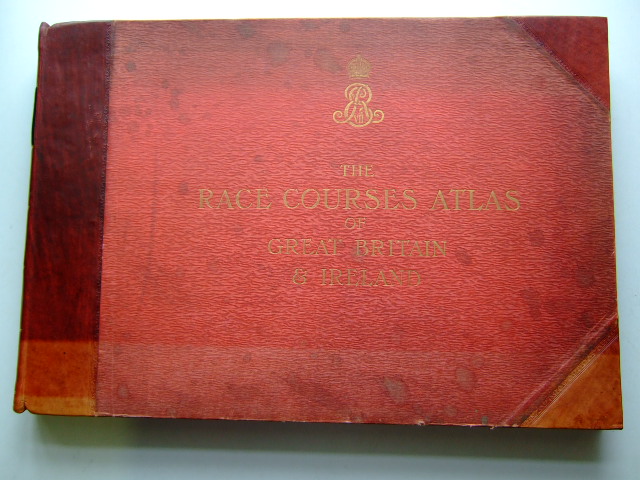 THE
RACE COURSES ATLAS
OF
GREAT BRITAIN
& IRELAND